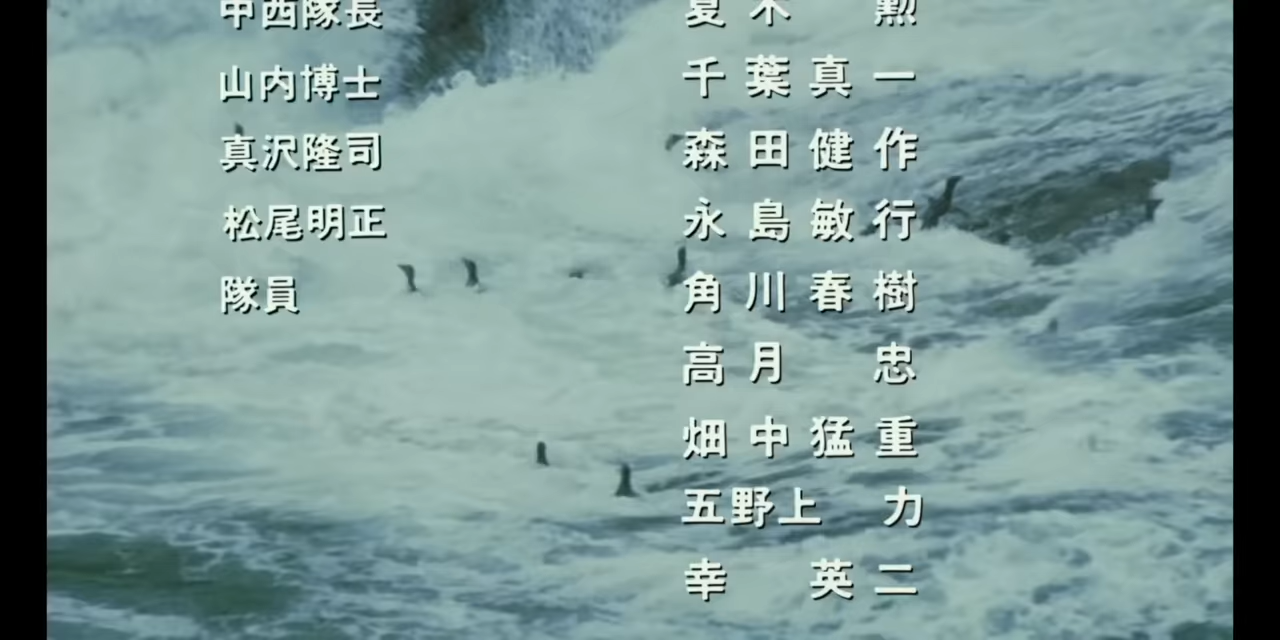 中西隊長 夏木 勲
山内博士 千葉真一
真沢隆司 森田健作
松尾明正 永島敏行
隊員 角川春樹
高月 忠
畑中猛重
五野上 力
幸 英二